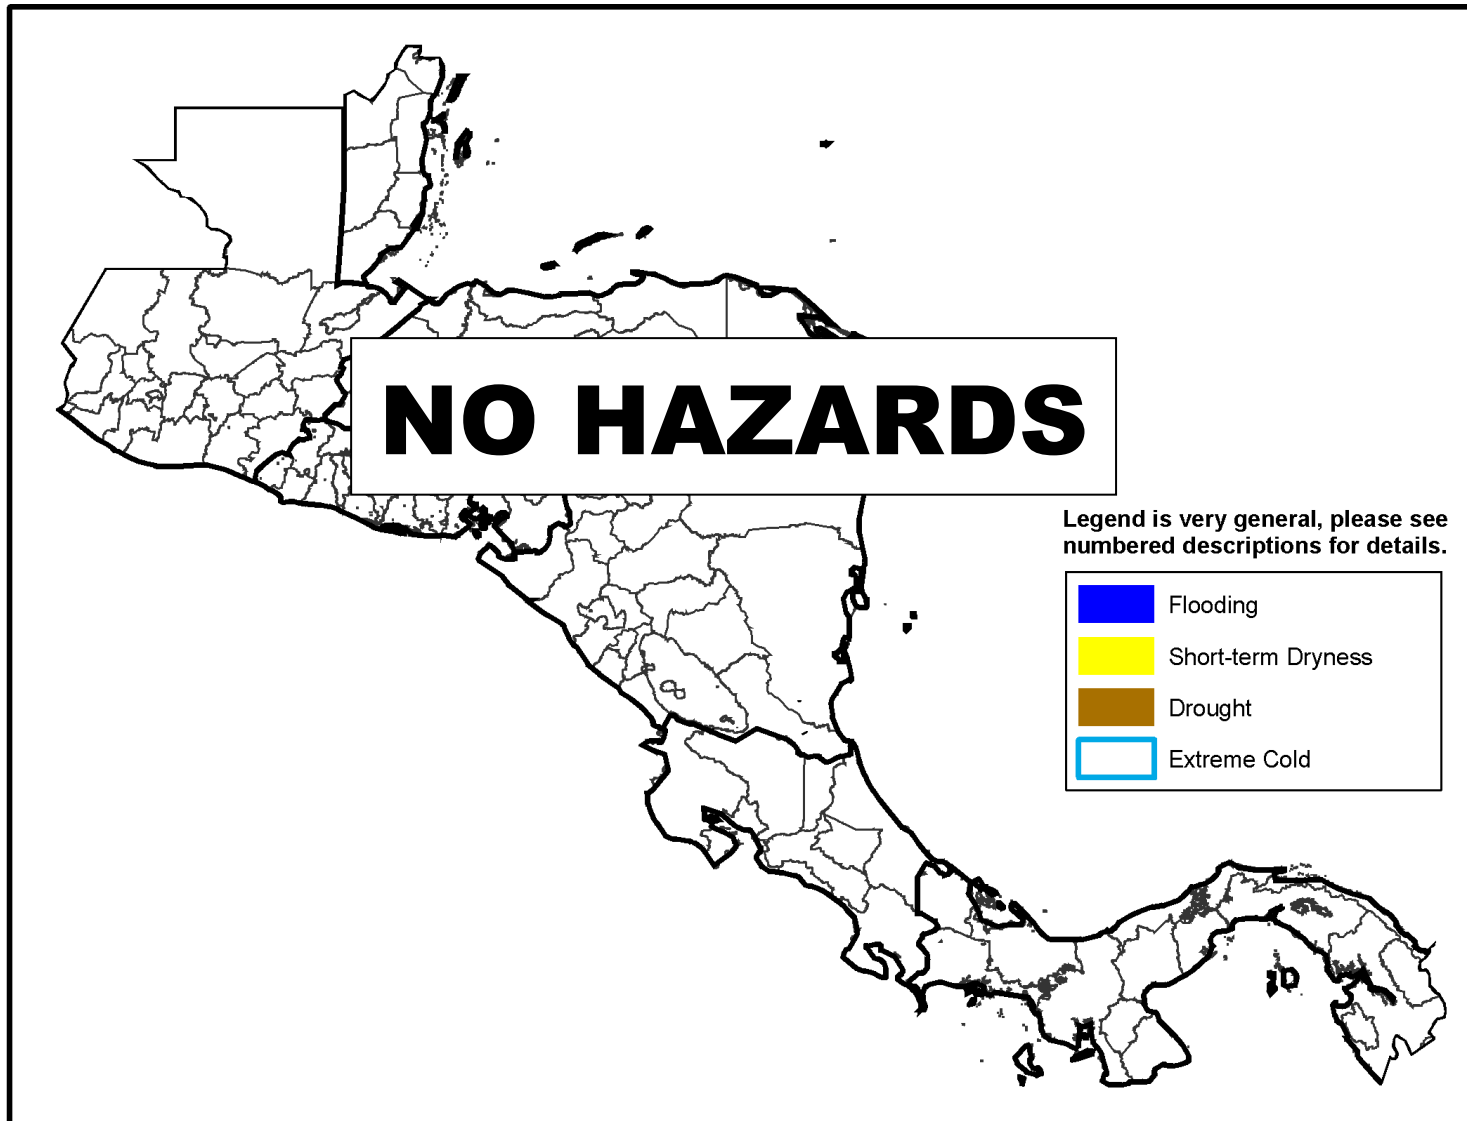 NO HAZARDS
Legend is very general, please see
numbered descriptions for details.
Flooding
Short-term Dryness
Drought
Extreme Cold